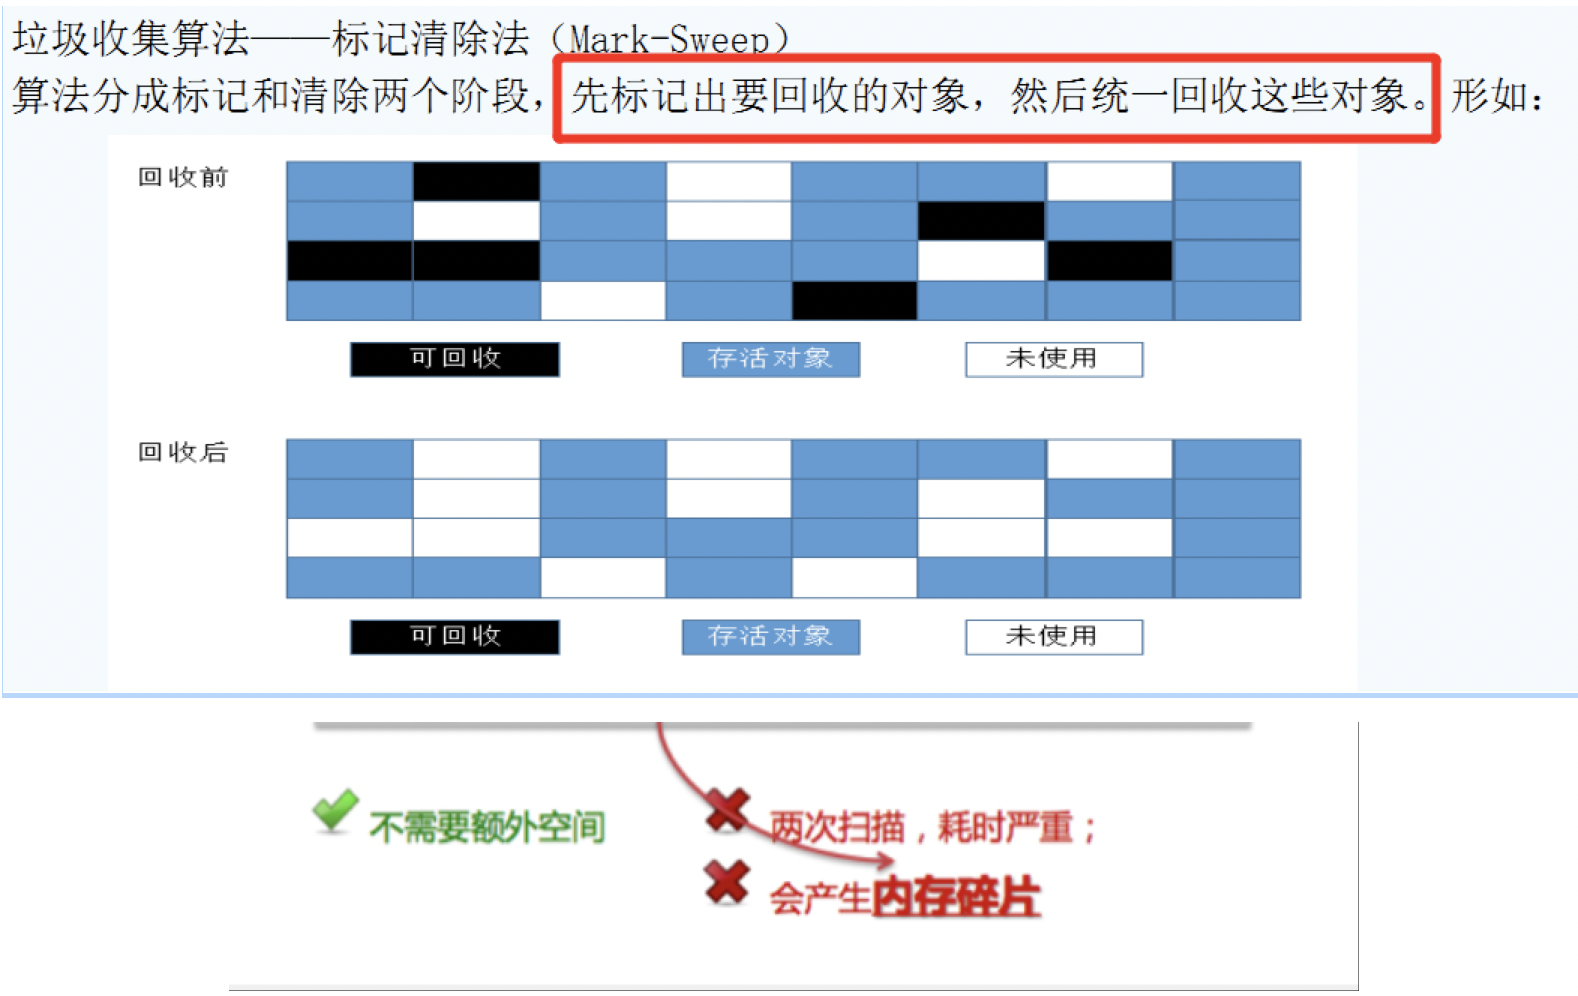 垃圾收集算法——标记清除法（Mark-Sweep）
算法分成标记和清除两个阶段，先标记出要回收的对象，然后统一回收这些对象。形如：
回收前
可回收 存活对象 未使用
回收后
可回收 存活对象 未使用
不需要额外空间
两次扫描，耗时严重；
会产生内存碎片